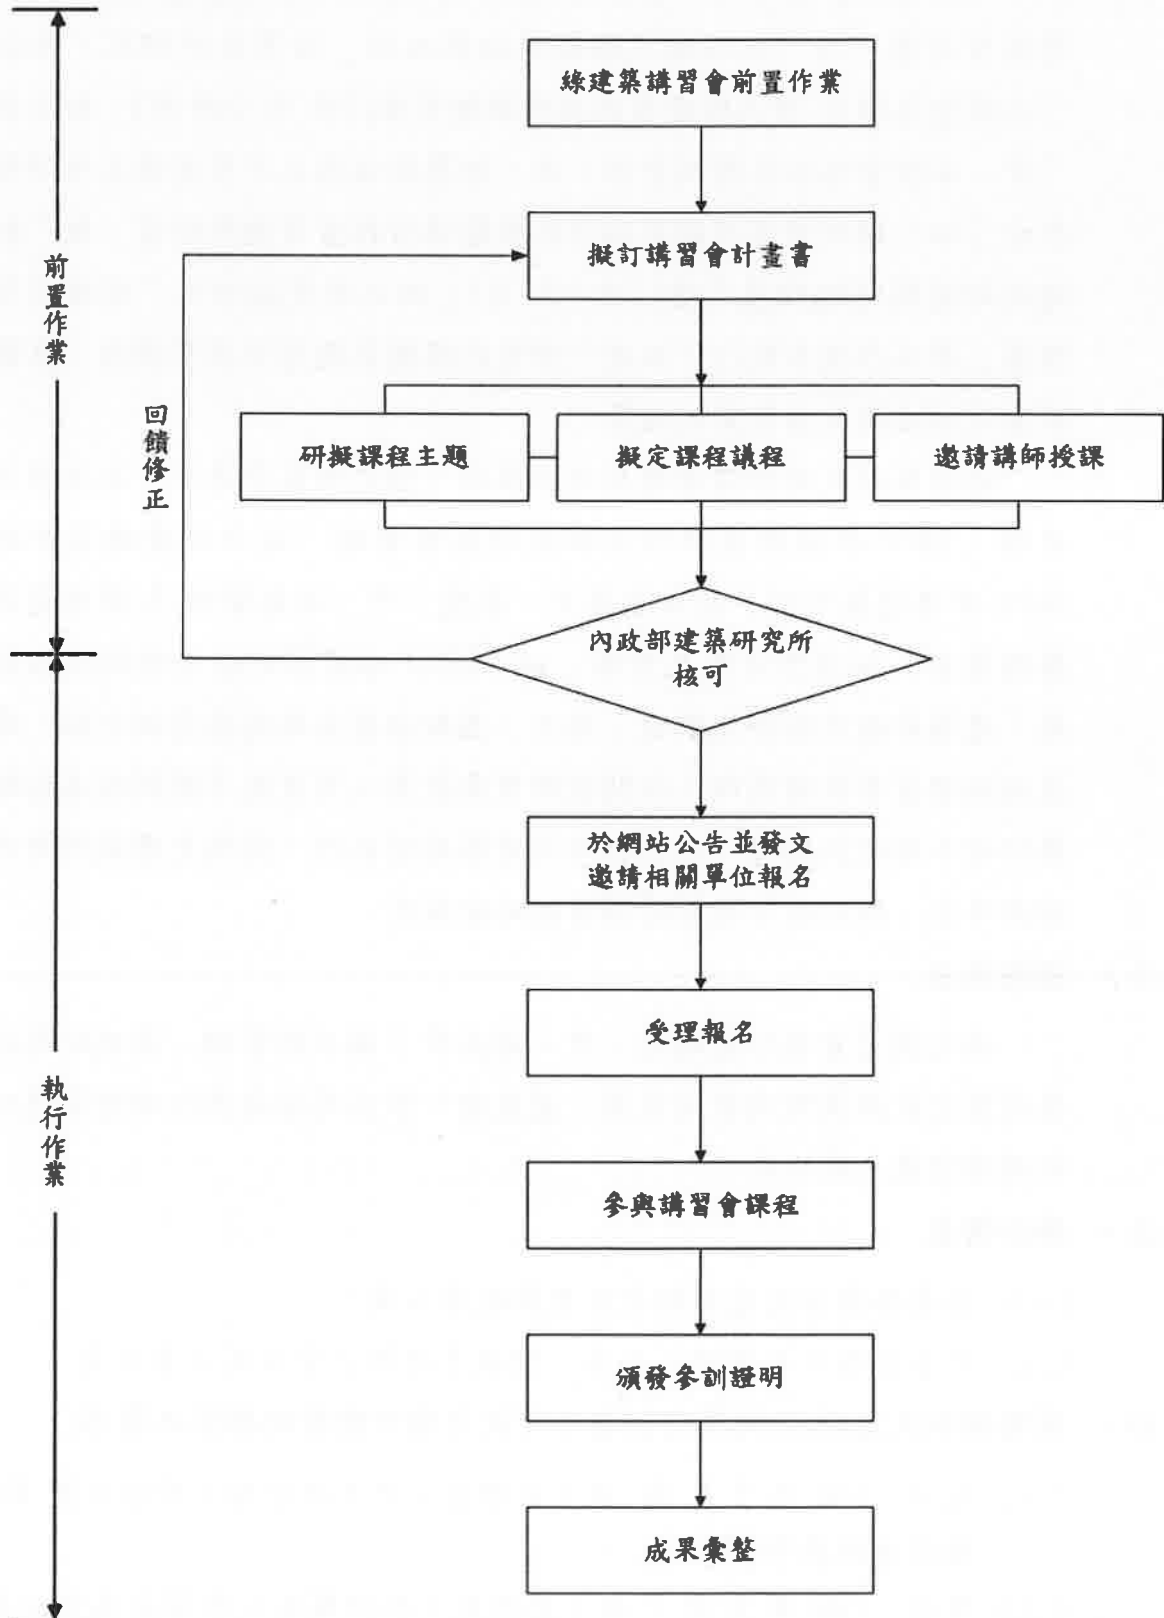 綠建築講習會前置作業
擬訂講習會計畫書
前置作業
回饋修正
研擬課程主題
擬定課程議程
邀請講師授課
內政部建築研究所
核可
於網站公告並發文
邀請相關單位報名
受理報名
執行作業
參與講習會課程
頒發參訓證明
成果彙整